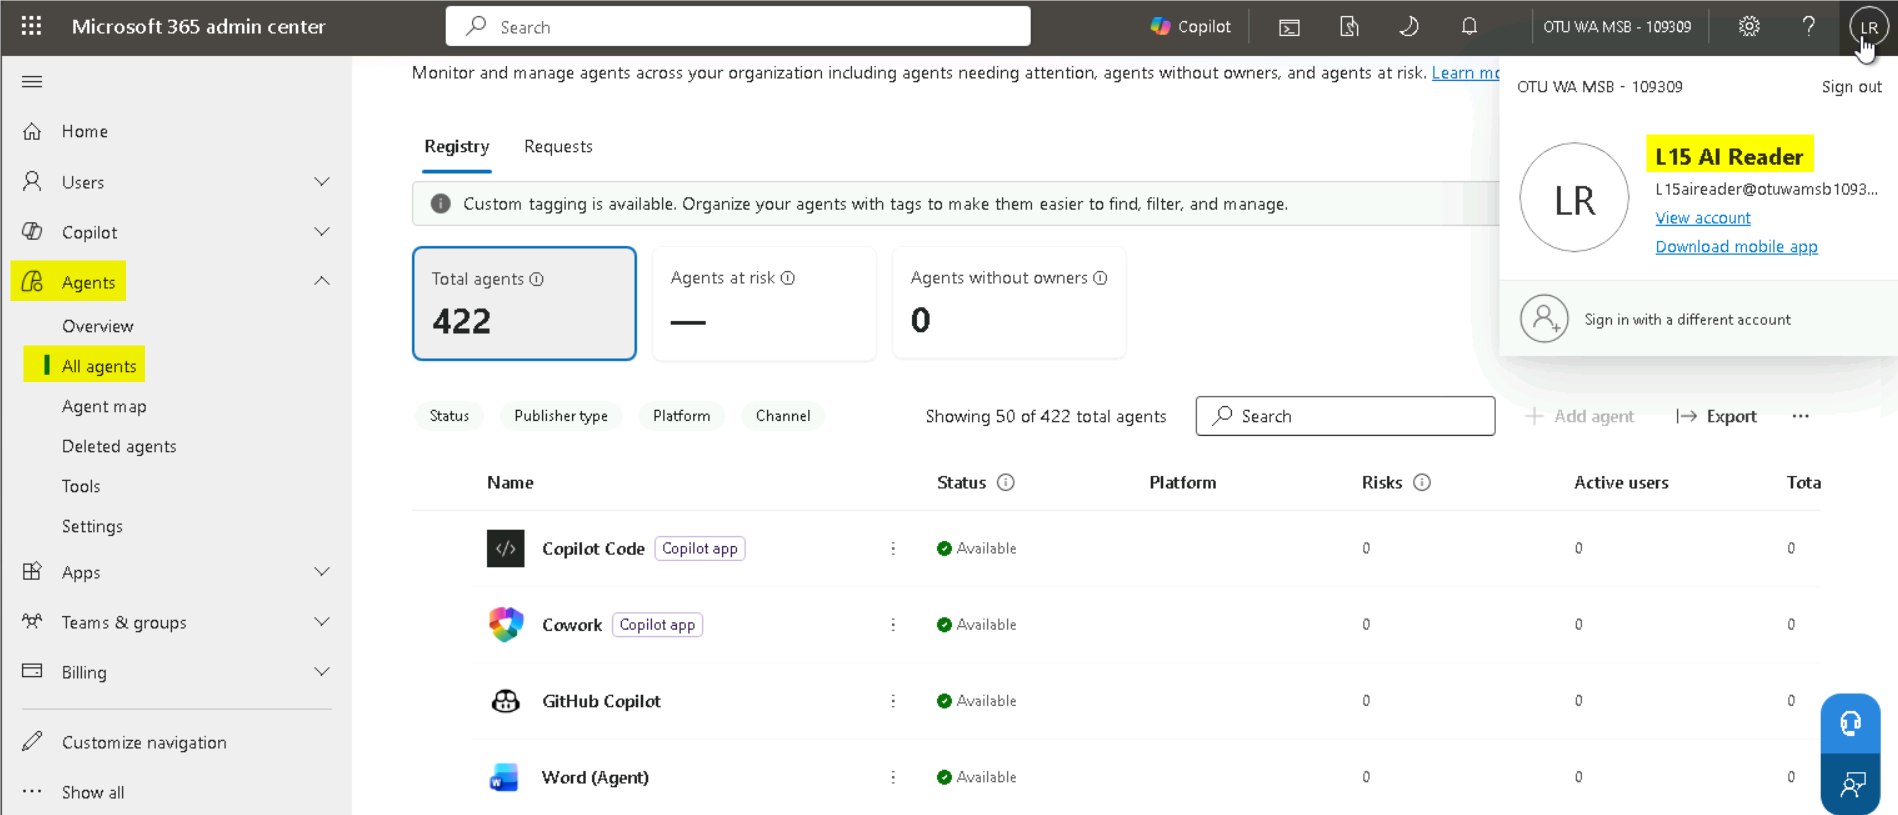 Microsoft 365 admin center
Search
Copilot
OTU WA MSB - 109309
LR
Home
Users
Copilot
Agents
Overview
All agents
Agent map
Deleted agents
Tools
Settings
Apps
Teams & groups
Billing
Customize navigation
Show all
Monitor and manage agents across your organization including agents needing attention, agents without owners, and agents at risk. Learn mo
Registry
Requests
Custom tagging is available. Organize your agents with tags to make them easier to find, filter, and manage.
Total agents
422
Agents at risk
—
Agents without owners
0
OTU WA MSB - 109309
Sign out
LR
L15 AI Reader
L15aireader@otuwamsb1093...
View account
Download mobile app
Sign in with a different account
Status
Publisher type
Platform
Channel
Showing 50 of 422 total agents
Search
Add agent
Export
Name Status Platform Risks Active users Tota
Copilot Code Copilot app Available 0 0 0
Cowork Copilot app Available 0 0 0
GitHub Copilot Available 0 0 0
Word (Agent) Available 0 0 0